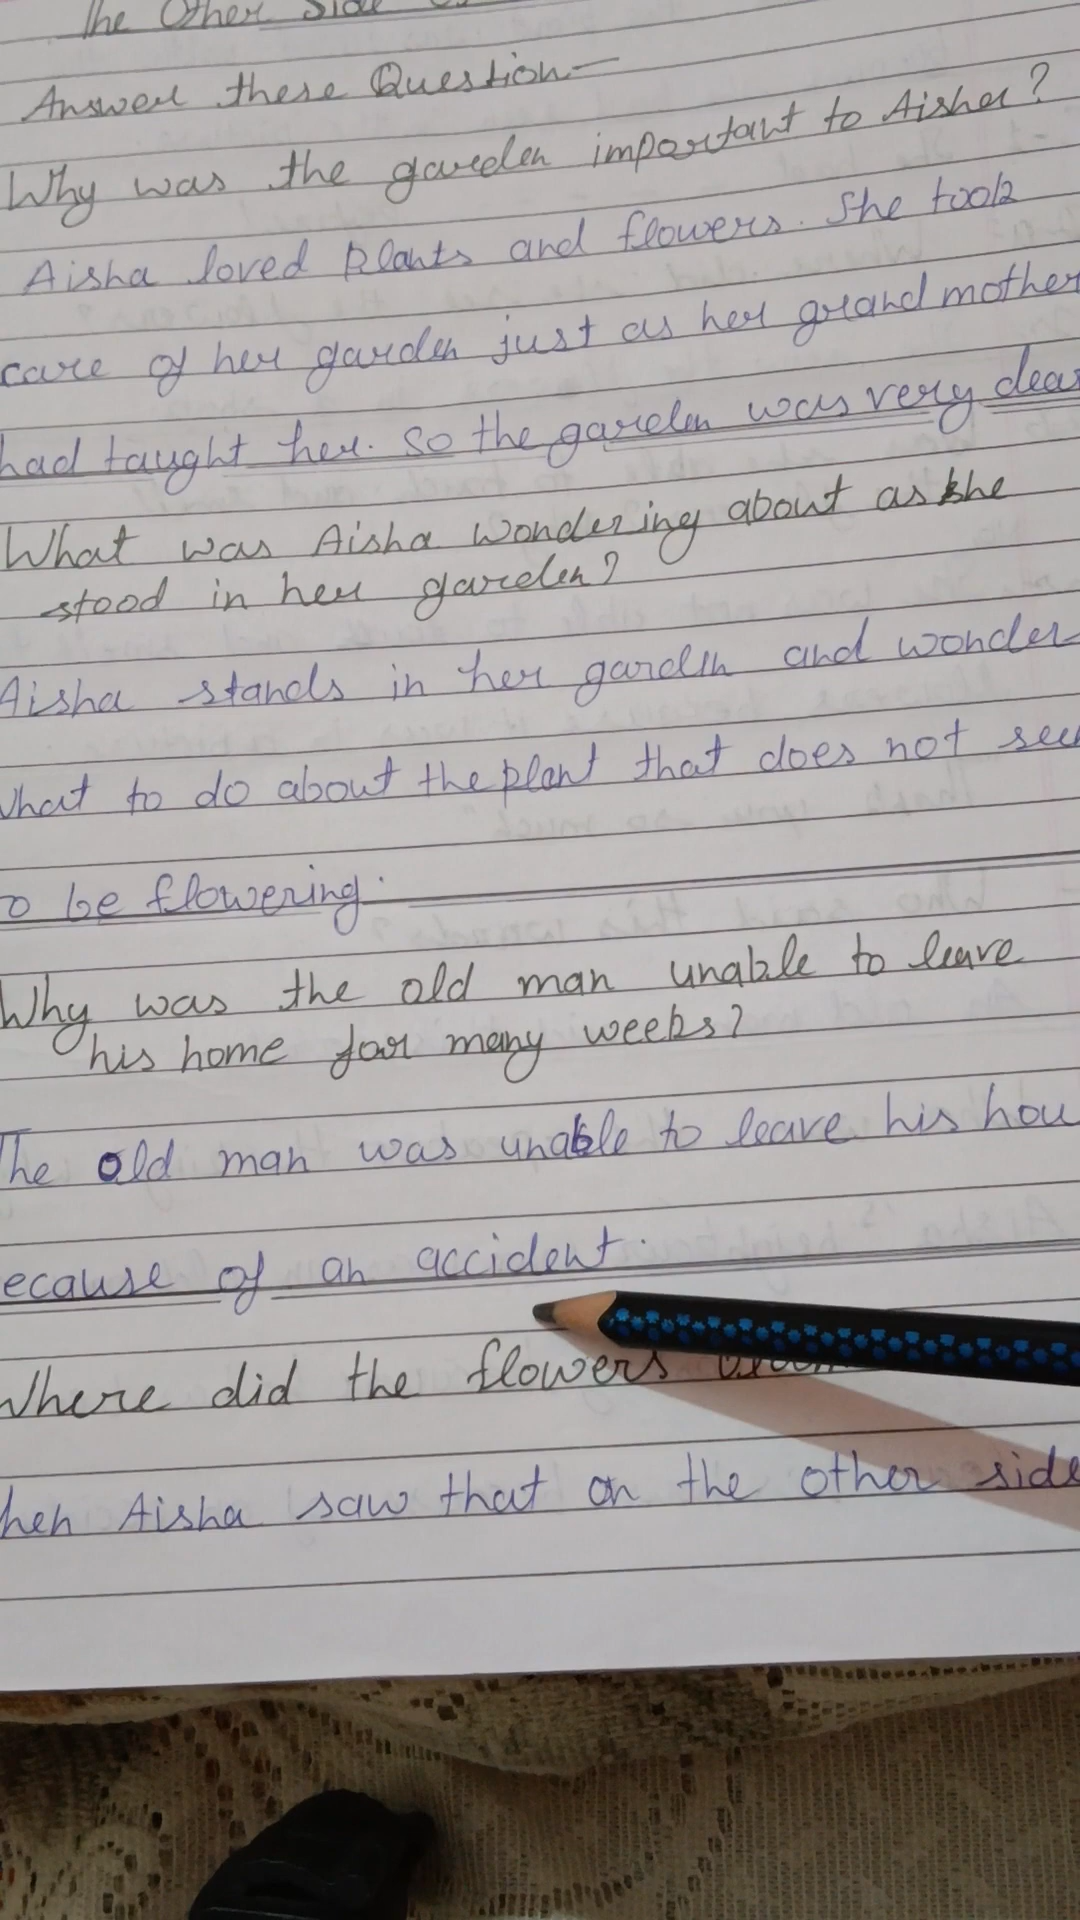 The Other Side
Answer these Question-
Why was the garden important to Aisha?
Aisha loved plants and flowers. She took
care of her garden just as her grand mother
had taught her. So the garden was very dear
What was Aisha wondering about as she
stood in her garden?
Aisha stands in her garden and wonder
what to do about the plant that does not
to be flowering.
Why was the old man unable to leave
his home for many weeks?
The old man was unable to leave his hou
ecause of an accident.
Where did the flowers
hen Aisha saw that on the other side